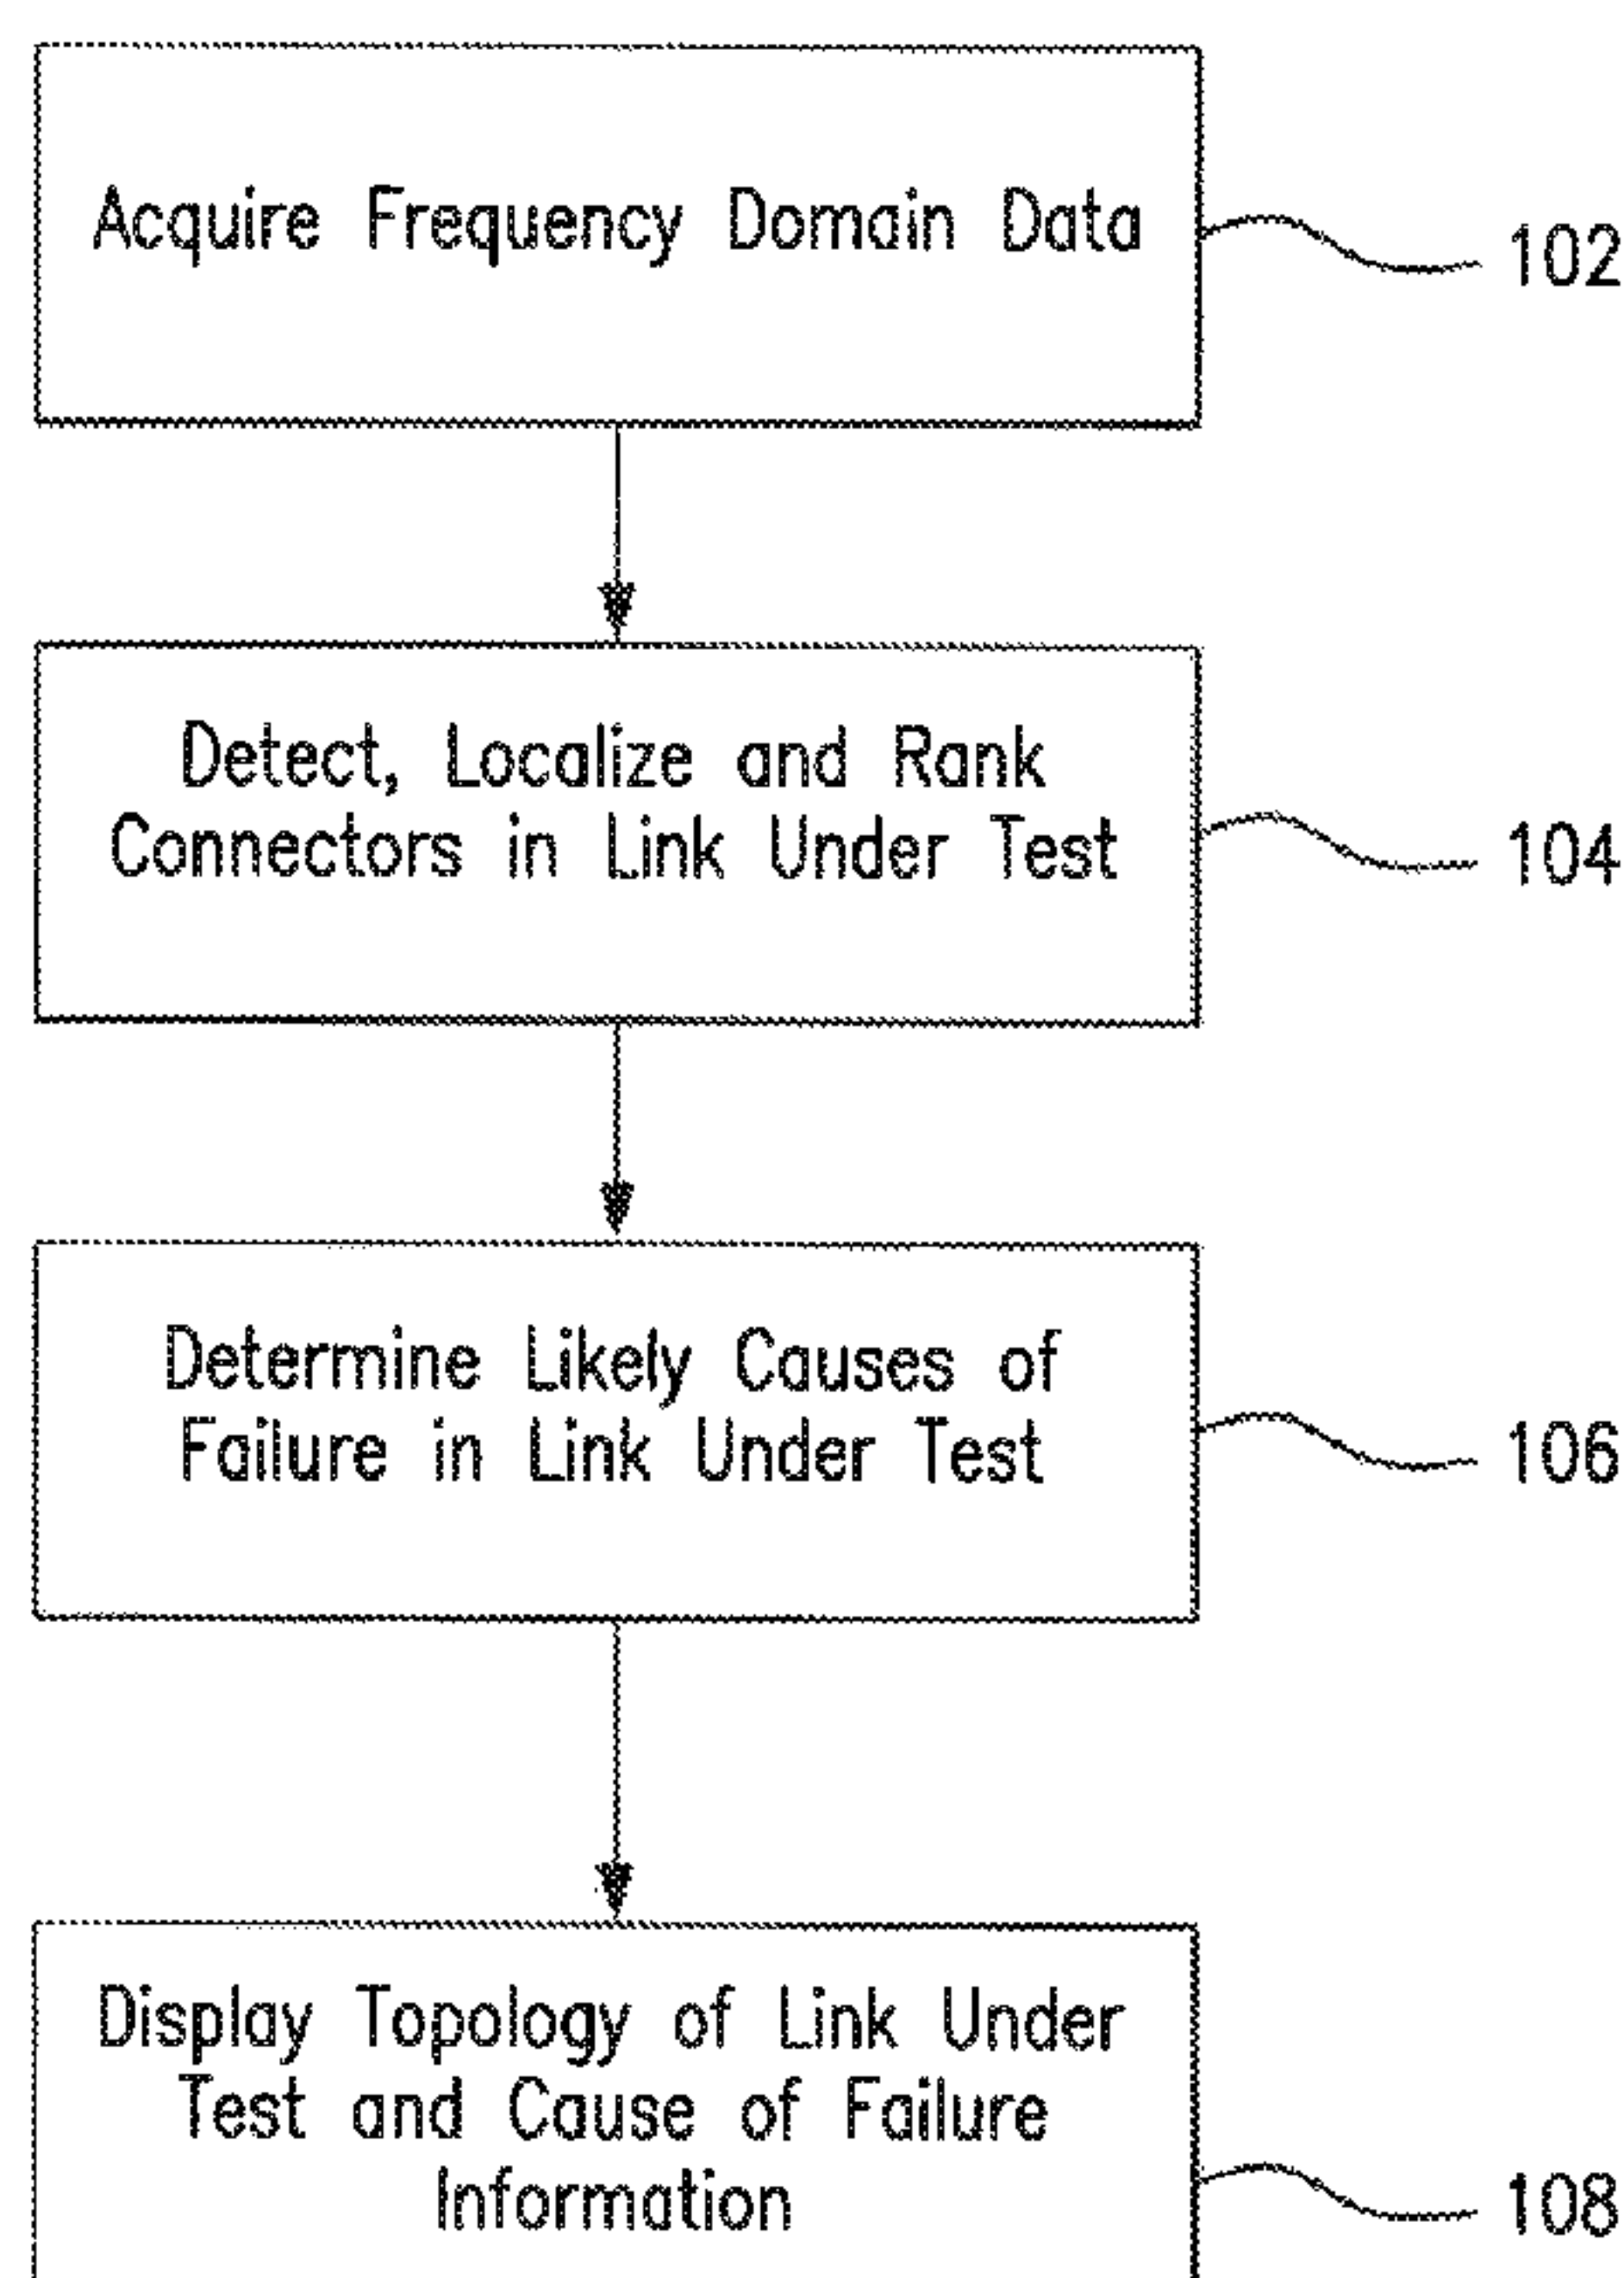 Acquire Frequency Domain Data
102
Detect, Localize and Rank
Connectors in Link Under Test
104
Determine Likely Causes of
Failure in Link Under Test
106
Display Topology of Link Under
Test and Cause of Failure
Information
108